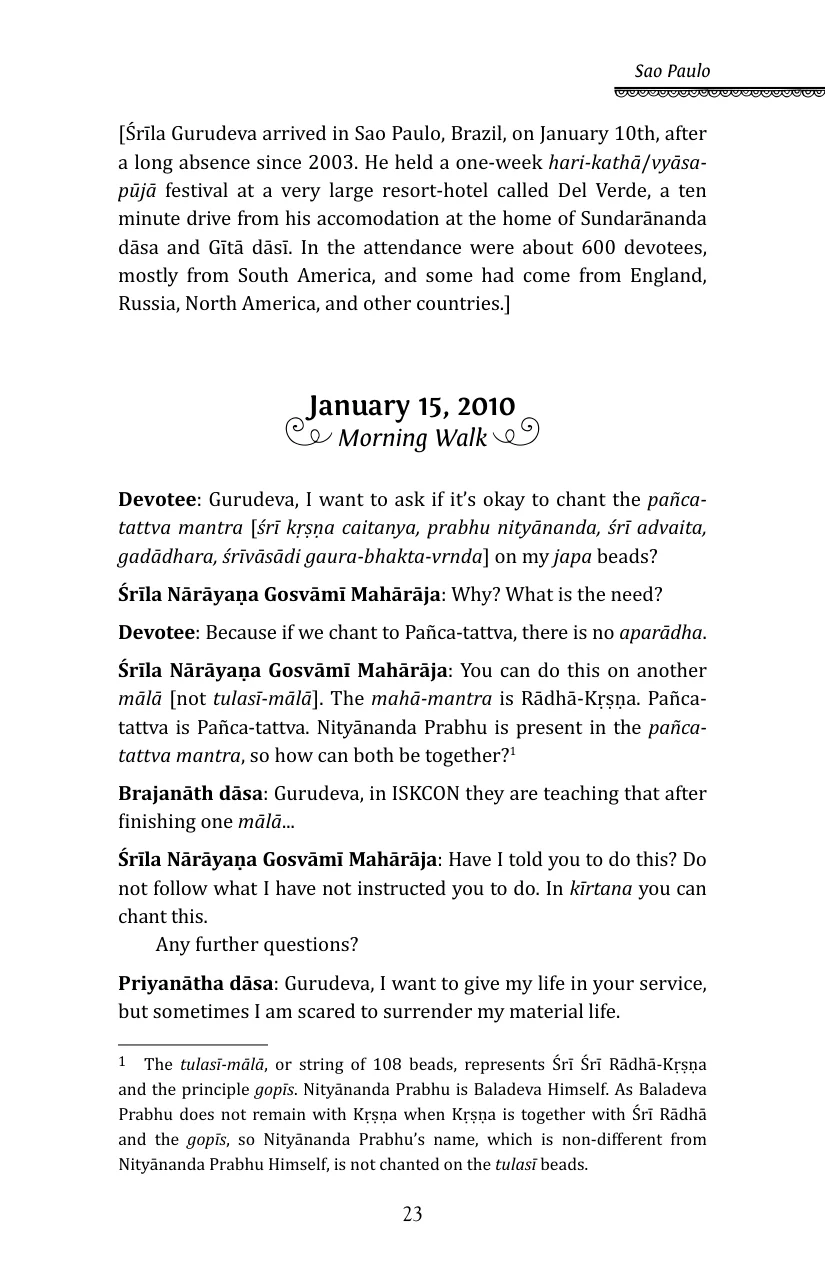 Sao Paulo
[Śrīla Gurudeva arrived in Sao Paulo, Brazil, on January 10th, after
a long absence since 2003. He held a one-week hari-kathā/vyāsa-
pūjā festival at a very large resort-hotel called Del Verde, a ten
minute drive from his accomodation at the home of Sundarānanda
dāsa and Gītā dāsī. In the attendance were about 600 devotees,
mostly from South America, and some had come from England,
Russia, North America, and other countries.]
January 15, 2010
Morning Walk
Devotee: Gurudeva, I want to ask if it’s okay to chant the pañca-
tattva mantra [śrī kṛṣṇa caitanya, prabhu nityānanda, śrī advaita,
gadādhara, śrīvāsādi gaura-bhakta-vrnda] on my japa beads?
Śrīla Nārāyaṇa Gosvāmī Mahārāja: Why? What is the need?
Devotee: Because if we chant to Pañca-tattva, there is no aparādha.
Śrīla Nārāyaṇa Gosvāmī Mahārāja: You can do this on another
mālā [not tulasī-mālā]. The mahā-mantra is Rādhā-Kṛṣṇa. Pañca-
tattva is Pañca-tattva. Nityānanda Prabhu is present in the pañca-
tattva mantra, so how can both be together?1
Brajanāth dāsa: Gurudeva, in ISKCON they are teaching that after
finishing one mālā...
Śrīla Nārāyaṇa Gosvāmī Mahārāja: Have I told you to do this? Do
not follow what I have not instructed you to do. In kīrtana you can
chant this.
Any further questions?
Priyanātha dāsa: Gurudeva, I want to give my life in your service,
but sometimes I am scared to surrender my material life.
1 The tulasī-mālā, or string of 108 beads, represents Śrī Śrī Rādhā-Kṛṣṇa
and the principle gopīs. Nityānanda Prabhu is Baladeva Himself. As Baladeva
Prabhu does not remain with Kṛṣṇa when Kṛṣṇa is together with Śrī Rādhā
and the gopīs, so Nityānanda Prabhu’s name, which is non-different from
Nityānanda Prabhu Himself, is not chanted on the tulasī beads.
23